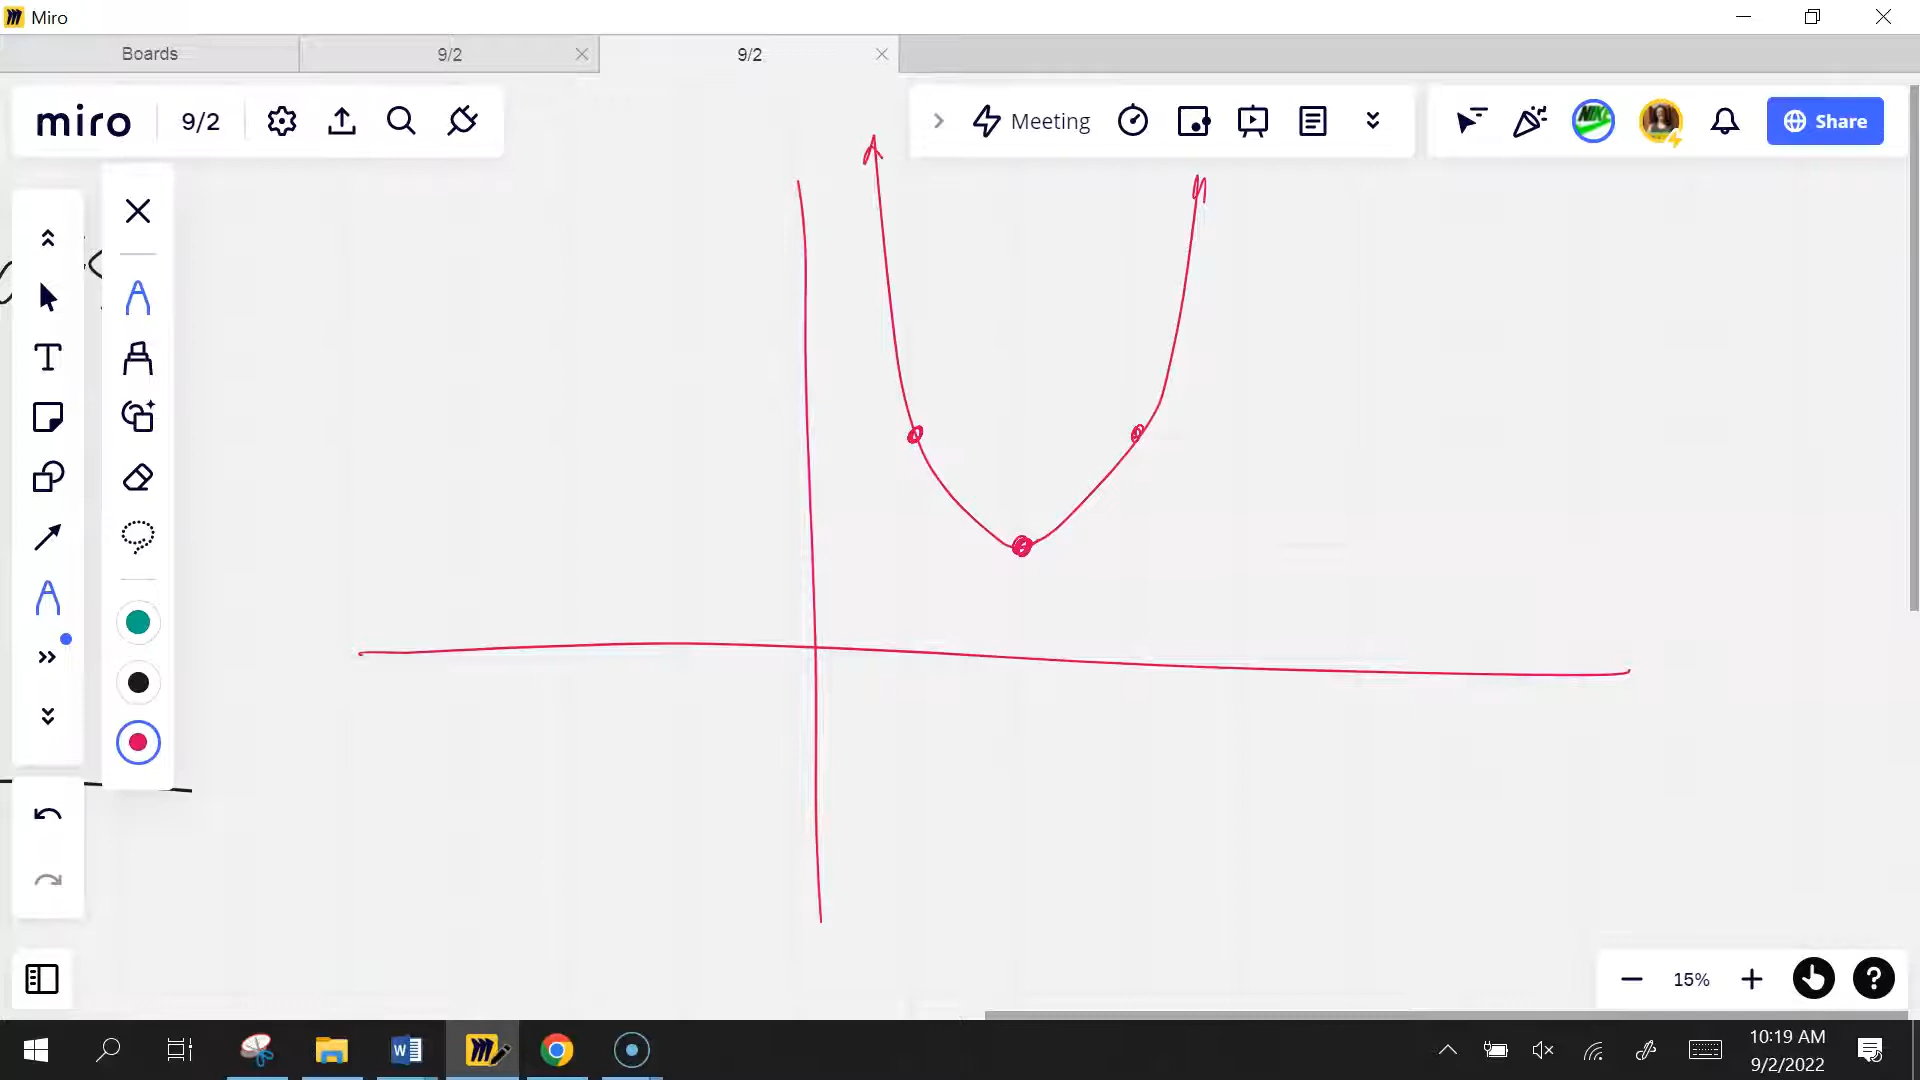 Miro
Boards
9/2
9/2
miro
9/2
Meeting
Share
15%
10:19 AM
9/2/2022